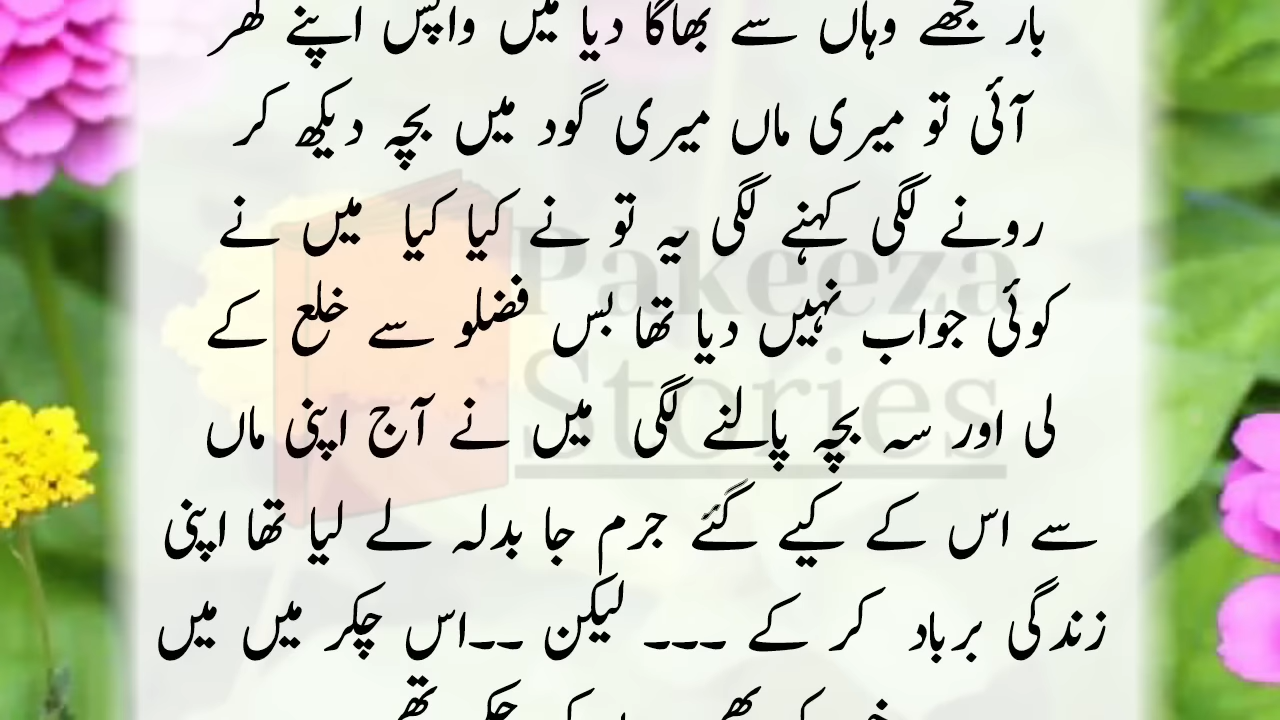 بار مجھے وہاں سے بھاگا دیا میں واپس اپنے گھر
آئی تو میری ماں میری گود میں بچہ دیکھ کر
رونے لگی کہنے لگی یہ تو نے کیا کیا میں نے
کوئی جواب نہیں دیا تھا بس فضلو سے خلع کے
لی اور سہ بچہ پالنے لگی میں نے آج اپنی ماں
سے اس کے کیے گئے جرم جا بدلہ لے لیا تھا اپنی
زندگی برباد کر کے ۔۔۔ لیکن ۔۔اس چکر میں میں
Pakeeza
Stories